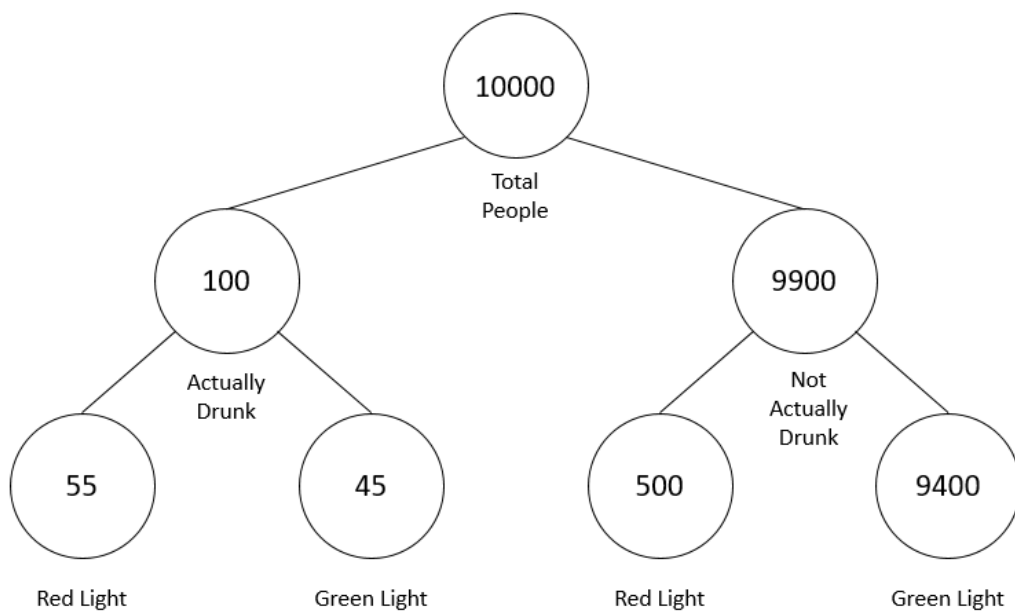 10000
Total
People
100
9900
Actually
Drunk
Not
Actually
Drunk
55
45
500
9400
Red Light
Green Light
Red Light
Green Light